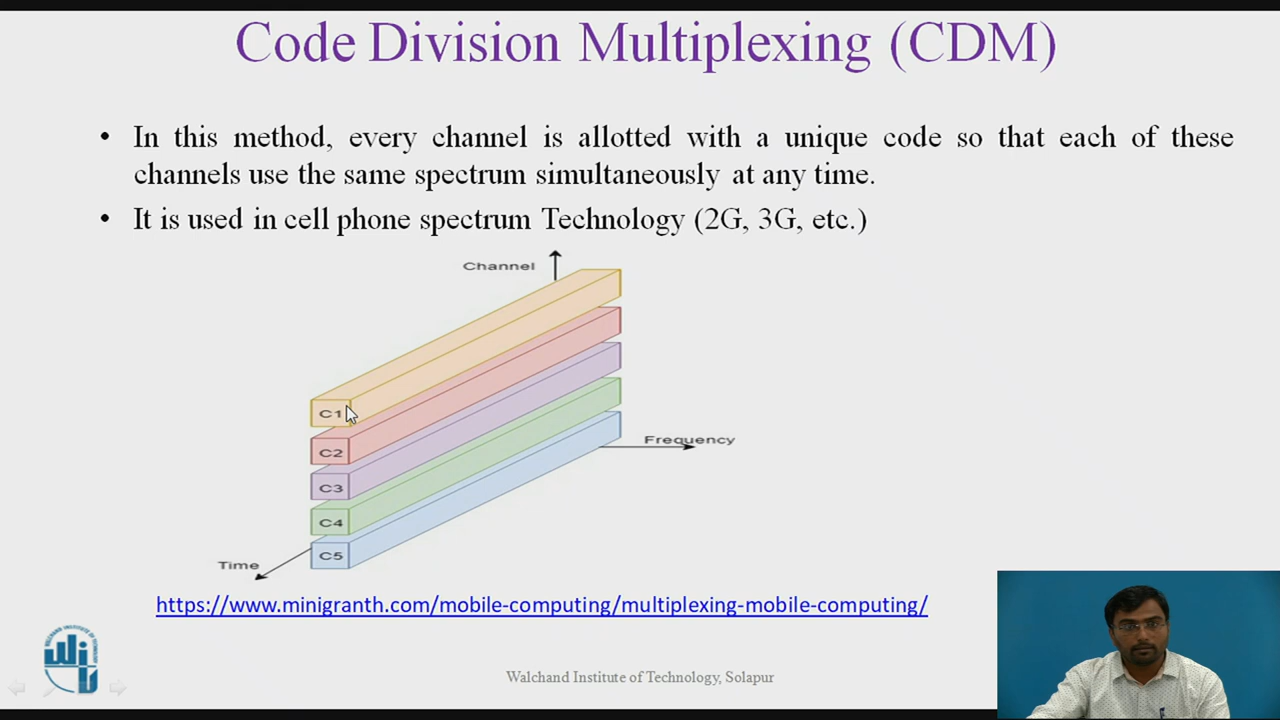 Code Division Multiplexing (CDM)
• In this method, every channel is allotted with a unique code so that each of these
channels use the same spectrum simultaneously at any time.
• It is used in cell phone spectrum Technology (2G, 3G, etc.)
Channel
C1
C2
C3
Frequency
C4
C5
Time
https://www.minigranth.com/mobile-computing/multiplexing-mobile-computing/
WIT
Walchand Institute of Technology, Solapur